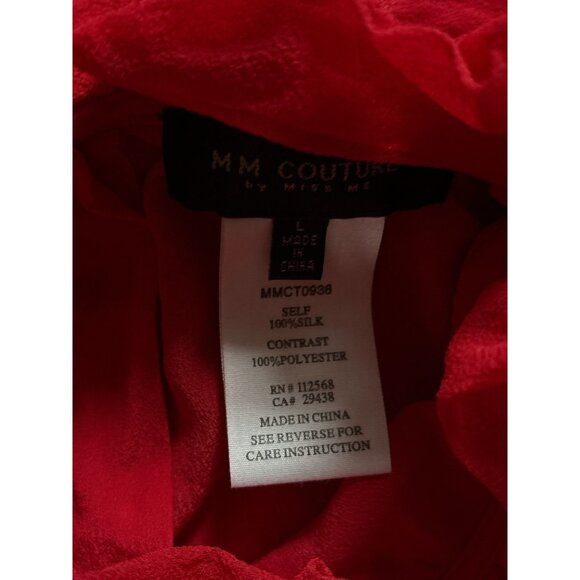 MM COUTURE
by MISS ME
L
MADE
IN
CHINA
MMCT0936
SELF
100%SILK
CONTRAST
100%POLYESTER
RN# 112568
CA# 29438
MADE IN CHINA
SEE REVERSE FOR
CARE INSTRUCTION